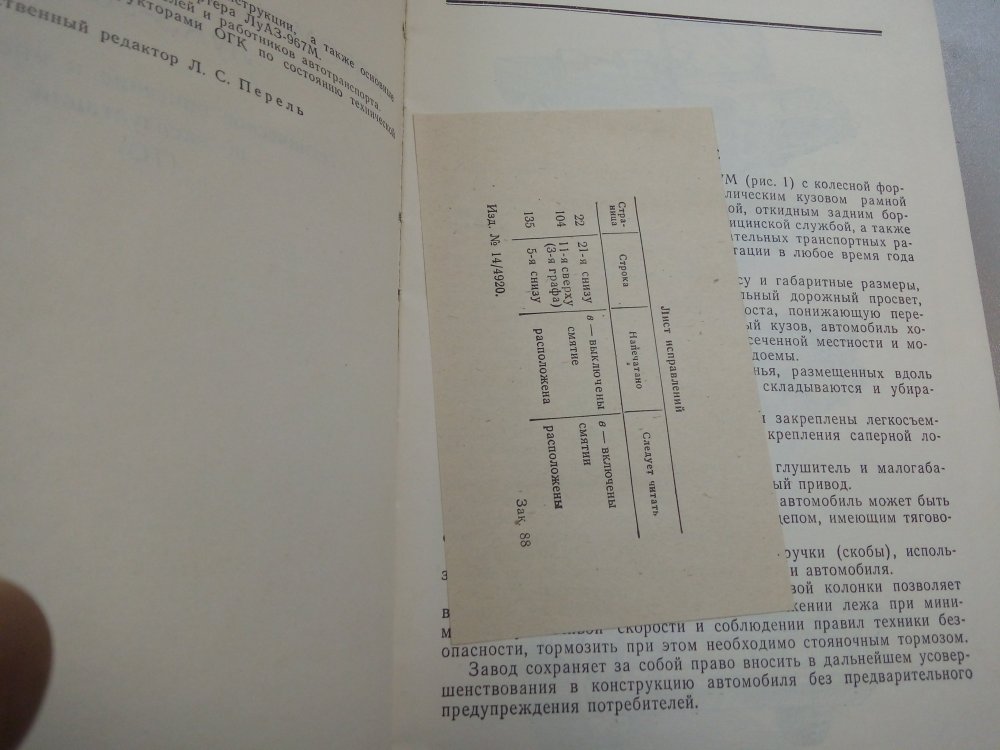 струкции, а также основные
ртера ЛуАЗ-967М.
лей и работников автотранспорта.
укторами ОГК по состоянию технической
ственный редактор Л. С. Перель
Лист исправлений
Стра-
ница Строка Напечатано Следует читать
22 21-я снизу в — выключены в — включены
104 11-я сверху
(3-я графа) смятие смятии
135 5-я снизу расположена расположены
Изд. № 14/4920. Зак. 88
7М (рис. 1) с колесной фор-
лическим кузовом рамной
ой, откидным задним бор-
ицинской службой, а также
ательных транспортных ра-
тации в любое время года
су и габаритные размеры,
льный дорожный просвет,
оста, понижающую пере-
ый кузов, автомобиль хо-
сеченной местности и мо-
доемы.
нья, размещенных вдоль
складываются и убира-
и закреплены легкосъем-
крепления саперной ло-
глушитель и малогаба-
ый привод.
автомобиль может быть
цепом, имеющим тягово-
ручки (скобы), исполь-
з и автомобиля.
вой колонки позволяет
в жении лежа при мини-
м скорости и соблюдении правил техники без-
опасности, тормозить при этом необходимо стояночным тормозом.
Завод сохраняет за собой право вносить в дальнейшем усовер-
шенствования в конструкцию автомобиля без предварительного
предупреждения потребителей.